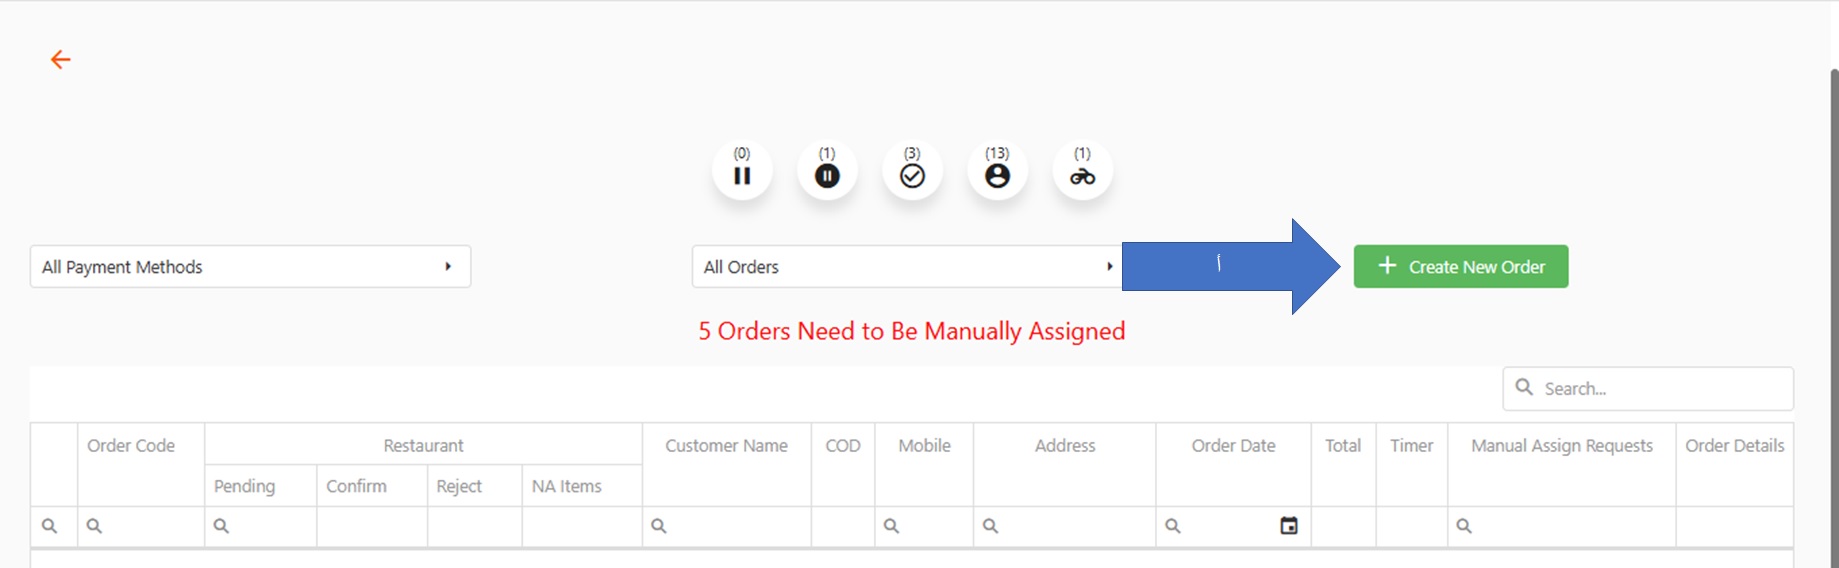 (0) (1) (3) (13) (1)
All Payment Methods
All Orders
أ
Create New Order
5 Orders Need to Be Manually Assigned
Search...
Order Code Restaurant Customer Name COD Mobile Address Order Date Total Timer Manual Assign Requests Order Details
Pending Confirm Reject NA Items